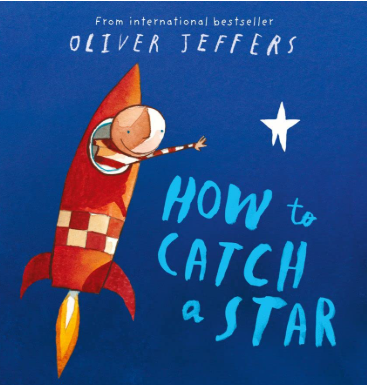 From international bestseller
OLIVER JEFFERS
HOW to
CATCH
a STAR